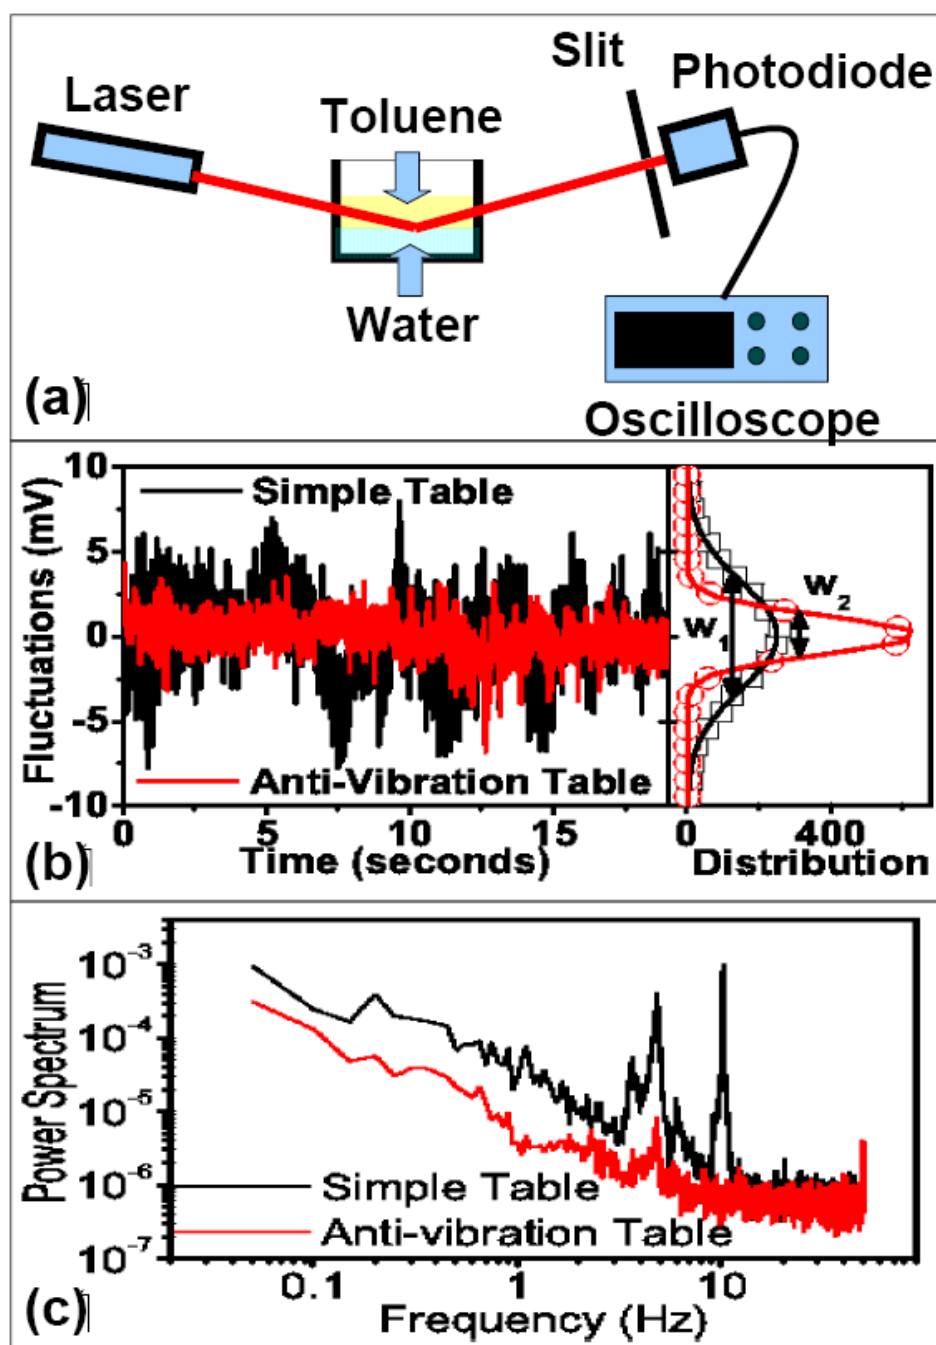 Slit
Photodiode
Laser
Toluene
Water
Oscilloscope
(a)
Fluctuations (mV)
10
5
0
-5
-10
Simple Table
Anti-Vibration Table
W1
W2
0 5 10 15
0 400
Time (seconds)
Distribution
(b)
Power Spectrum
10⁻³
10⁻⁴
10⁻⁵
10⁻⁶
10⁻⁷
Simple Table
Anti-vibration Table
0.1 1 10
Frequency (Hz)
(c)